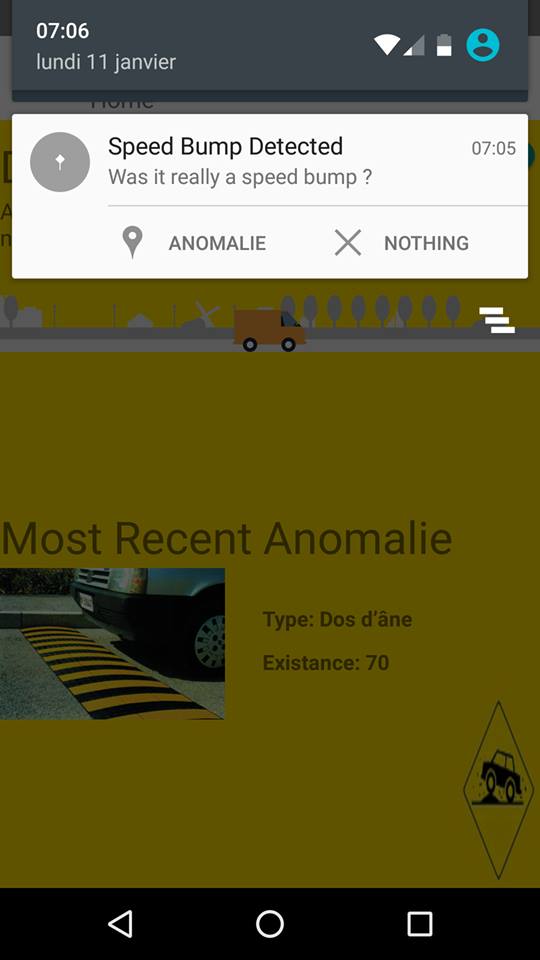 07:06
lundi 11 janvier
Home
Speed Bump Detected
07:05
Was it really a speed bump ?
ANOMALIE
NOTHING
Most Recent Anomalie
Type: Dos d’âne
Existance: 70